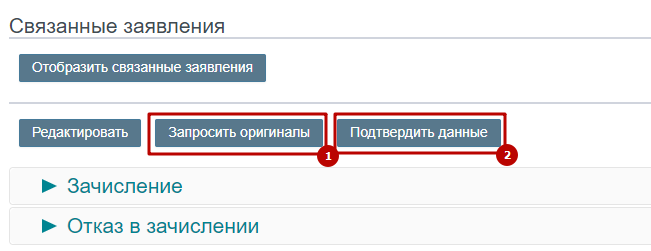 Связанные заявления
Отобразить связанные заявления
Редактировать Запросить оригиналы Подтвердить данные
1 2
Зачисление
Отказ в зачислении